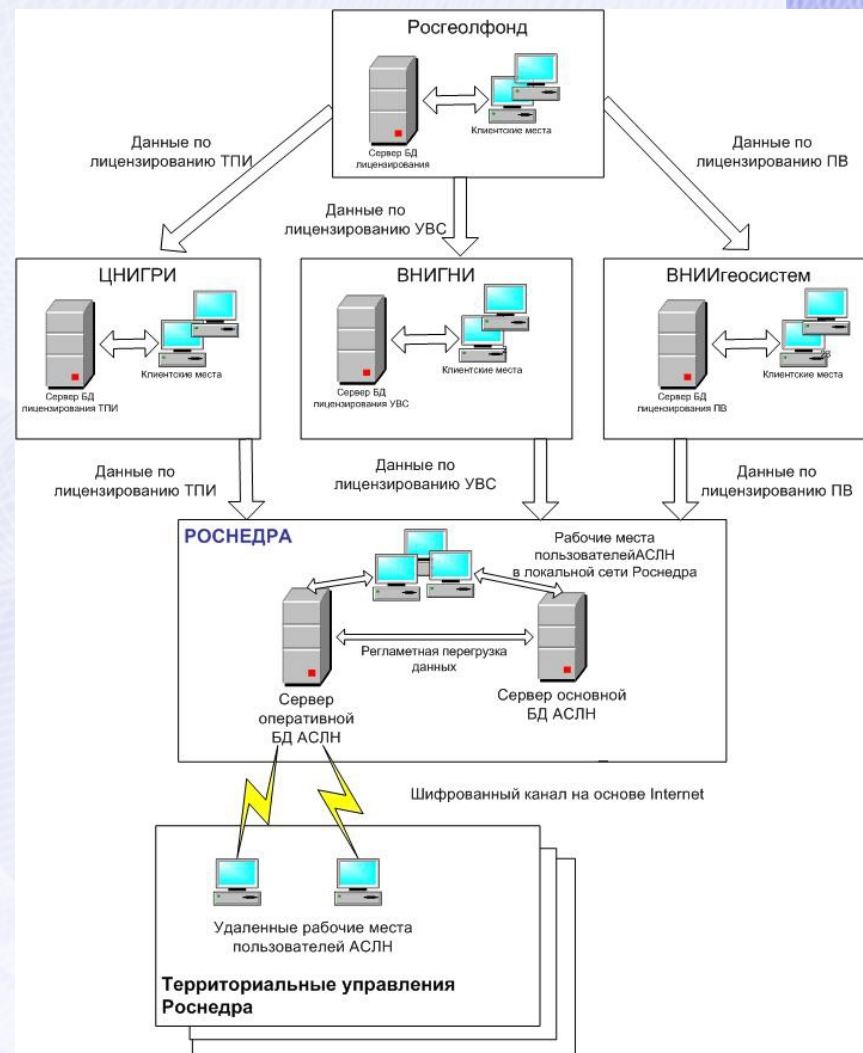 Росгеолфонд
Сервер БД
лицензирования
Клиентские места
Данные по
лицензированию ТПИ
Данные по
лицензированию УВС
Данные по
лицензированию ПВ
ЦНИГРИ
Сервер БД
лицензирования ТПИ
Клиентские места
ВНИГНИ
Сервер БД
лицензирования УВС
Клиентские места
ВНИИгеосистем
Сервер БД
лицензирования ПВ
Клиентские места
Данные по
лицензированию ТПИ
Данные по
лицензированию УВС
Данные по
лицензированию ПВ
РОСНЕДРА
Рабочие места
пользователейАСЛН
в локальной сети Роснедра
Регламетная перегрузка
данных
Сервер
оперативной
БД АСЛН
Сервер основной
БД АСЛН
Шифрованный канал на основе Internet
Удаленные рабочие места
пользователей АСЛН
Территориальные управления
Роснедра